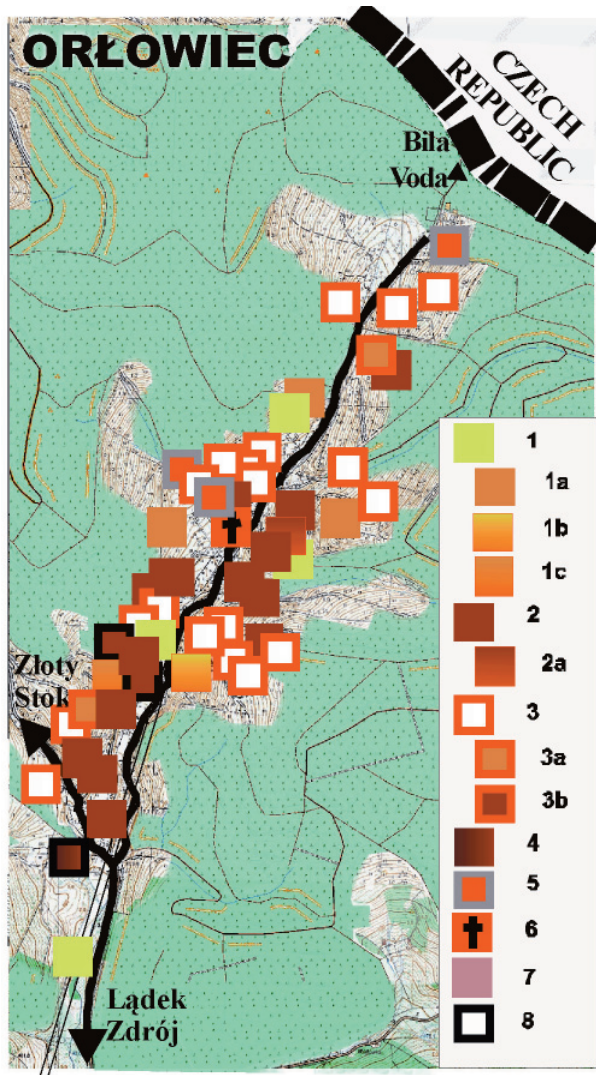 ORŁOWIEC
CZECH
REPUBLIC
Biła
Voda
Złoty
Stok
Lądek
Zdrój
1
1a
1b
1c
2
2a
3
3a
3b
4
5
6
7
8